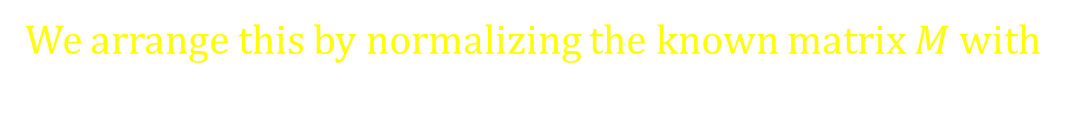 We arrange this by normalizing the known matrix M with